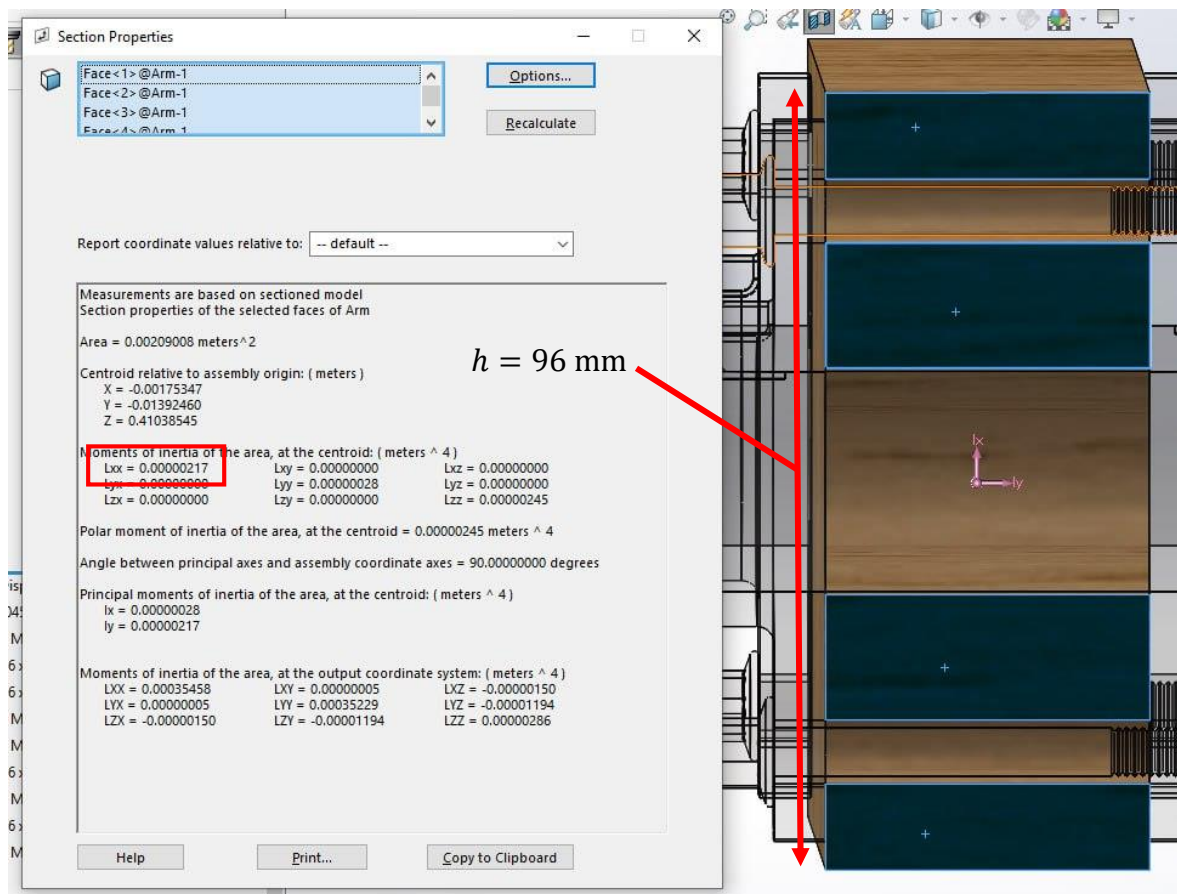 Section Properties
Face<1>@Arm-1
Face<2>@Arm-1
Face<3>@Arm-1
Face<4>@Arm-1
Options...
Recalculate
Report coordinate values relative to: -- default --
Measurements are based on sectioned model
Section properties of the selected faces of Arm
Area = 0.00209008 meters^2
Centroid relative to assembly origin: ( meters )
X = -0.00175347
Y = -0.01392460
Z = 0.41038545
Moments of inertia of the area, at the centroid: ( meters ^ 4 )
Lxx = 0.00000217 Lxy = 0.00000000 Lxz = 0.00000000
Lyx = 0.00000000 Lyy = 0.00000028 Lyz = 0.00000000
Lzx = 0.00000000 Lzy = 0.00000000 Lzz = 0.00000245
Polar moment of inertia of the area, at the centroid = 0.00000245 meters ^ 4
Angle between principal axes and assembly coordinate axes = 90.00000000 degrees
Principal moments of inertia of the area, at the centroid: ( meters ^ 4 )
Ix = 0.00000028
Iy = 0.00000217
Moments of inertia of the area, at the output coordinate system: ( meters ^ 4 )
LXX = 0.00035458 LXY = 0.00000005 LXZ = -0.00000150
LYX = 0.00000005 LYY = 0.00035229 LYZ = -0.00001194
LZX = -0.00000150 LZY = -0.00001194 LZZ = 0.00000286
Help
Print...
Copy to Clipboard
h = 96 mm
Ix
Iy